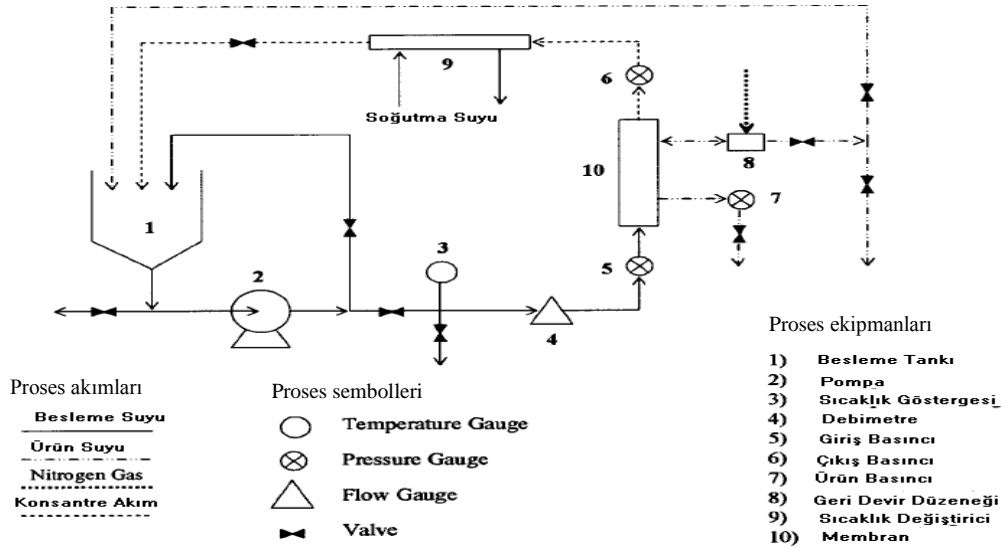 6
9
Soğutma Suyu
10
8
7
1
3
2
5
4
Proses akımları
Besleme Suyu
Ürün Suyu
Nitrogen Gas
Konsantre Akım
Proses sembolleri
Temperature Gauge
Pressure Gauge
Flow Gauge
Valve
Proses ekipmanları
1) Besleme Tankı
2) Pompa
3) Sıcaklık Göstergesi
4) Debimetre
5) Giriş Basıncı
6) Çıkış Basıncı
7) Ürün Basıncı
8) Geri Devir Düzeneği
9) Sıcaklık Değiştirici
10) Membran